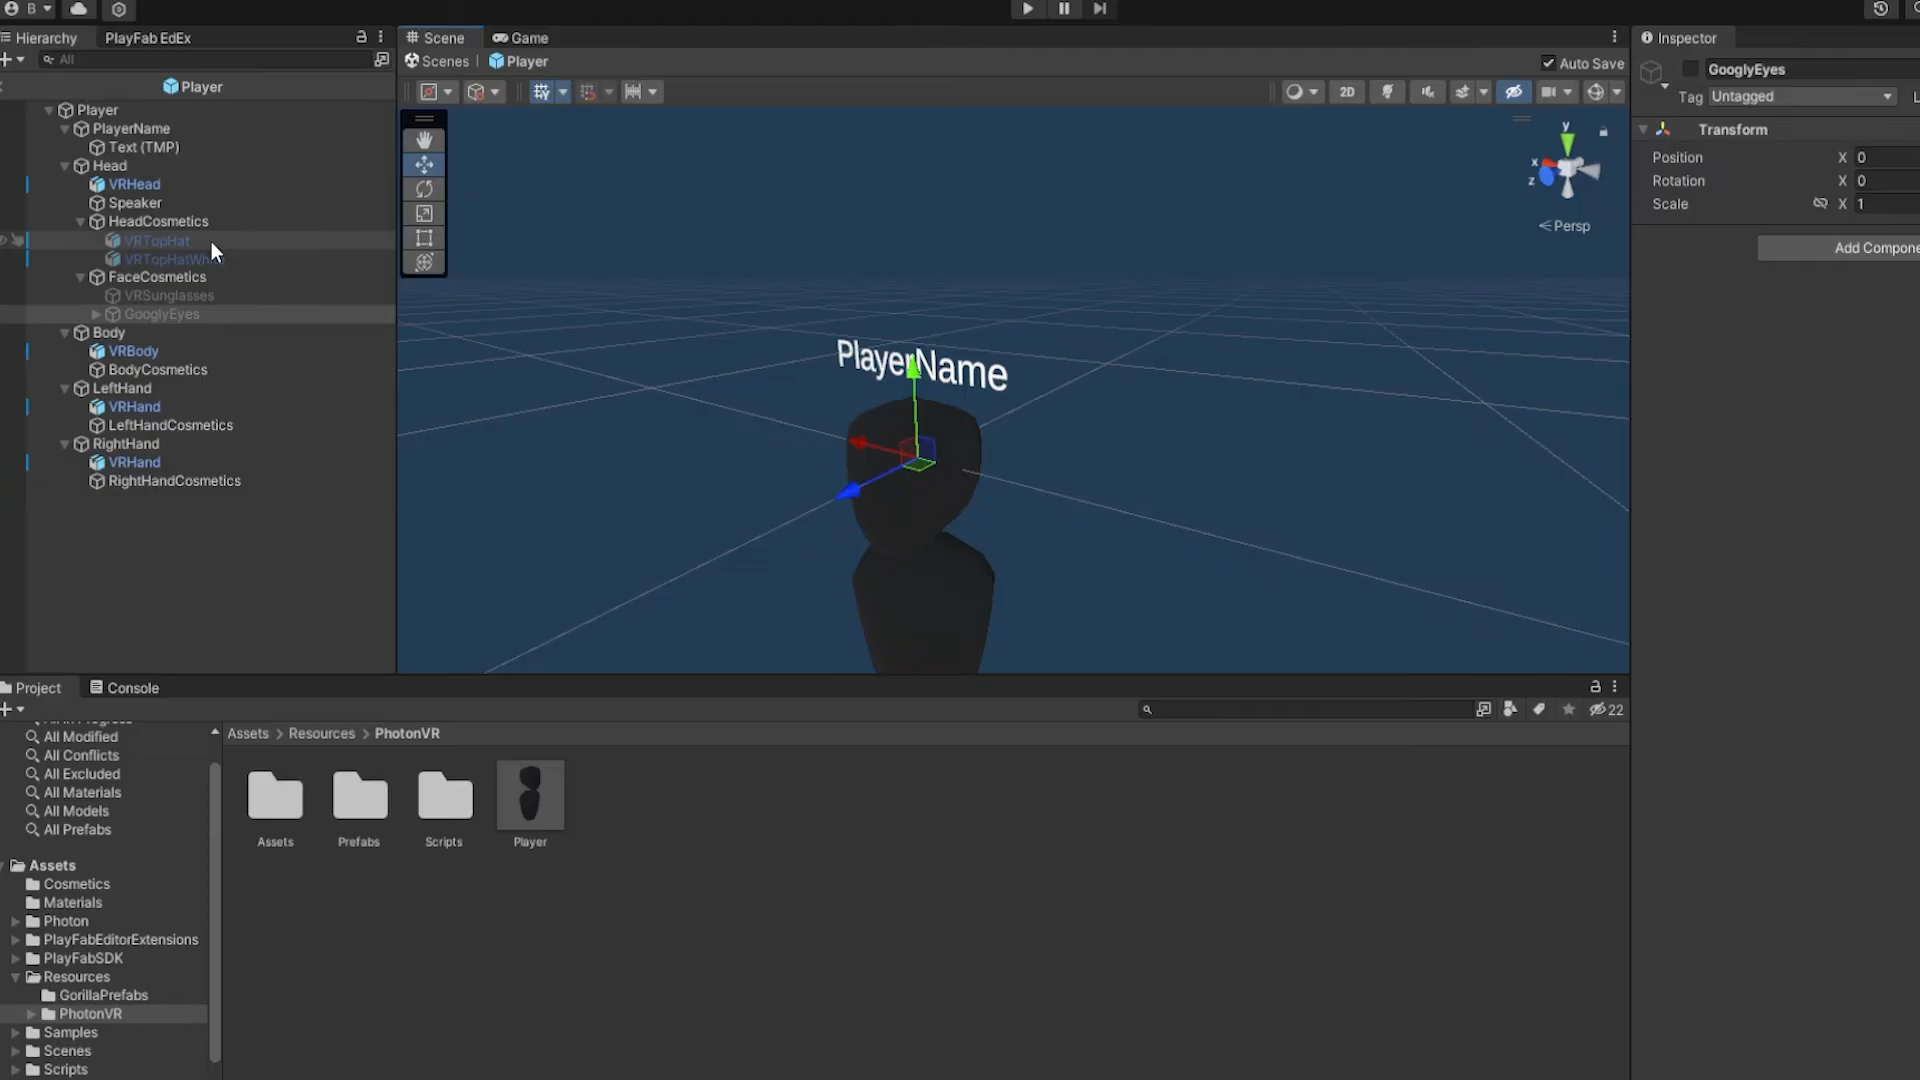 B
Hierarchy
PlayFab EdEx
All
Player
Player
PlayerName
Text (TMP)
Head
VRHead
Speaker
HeadCosmetics
VRTopHat
FaceCosmetics
VRSunglasses
GooglyEyes
Body
VRBody
BodyCosmetics
LeftHand
VRHand
LeftHandCosmetics
RightHand
VRHand
RightHandCosmetics
Scene
Game
Scenes
Player
Auto Save
2D
y
x
z
Persp
PlayerName
Inspector
GooglyEyes
Tag Untagged
Transform
Position X 0
Rotation X 0
Scale X 1
Add Compone
Project
Console
22
All Modified
All Conflicts
All Excluded
All Materials
All Models
All Prefabs
Assets
Cosmetics
Materials
Photon
PlayFabEditorExtensions
PlayFabSDK
Resources
GorillaPrefabs
PhotonVR
Samples
Scenes
Scripts
Assets > Resources > PhotonVR
Assets
Prefabs
Scripts
Player